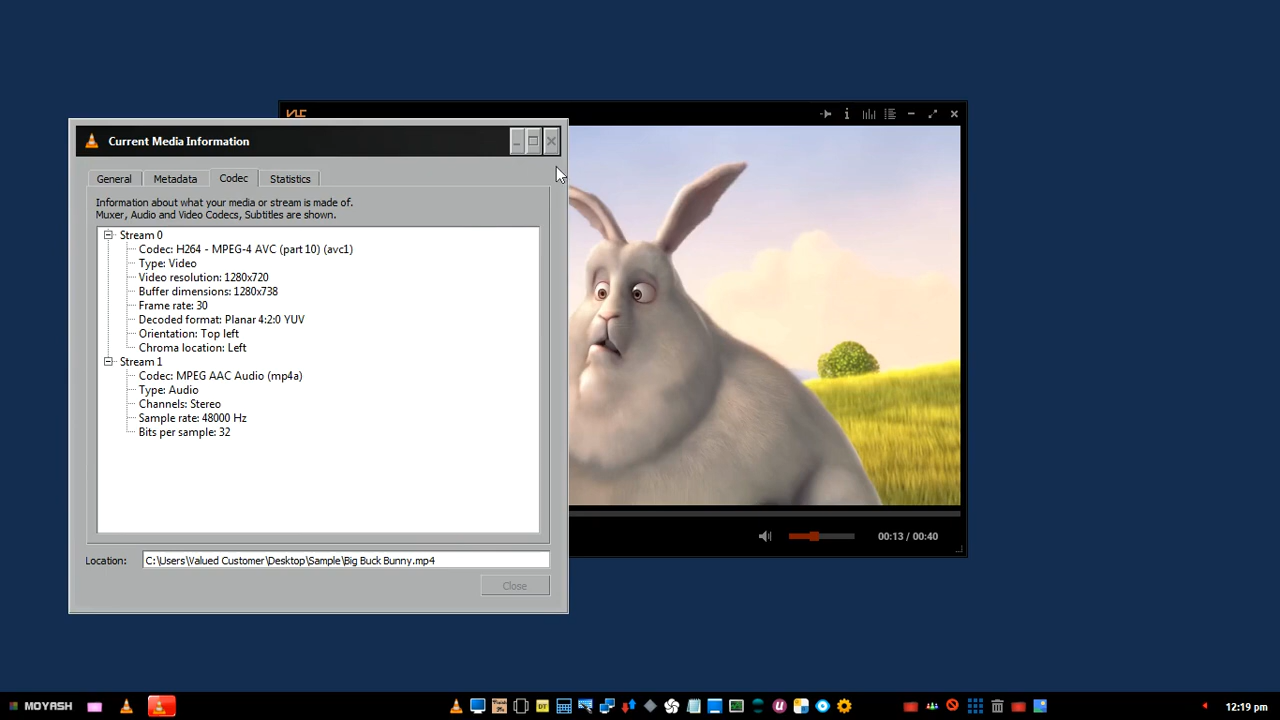 VLC
Current Media Information
General
Metadata
Codec
Statistics
Information about what your media or stream is made of.
Muxer, Audio and Video Codecs, Subtitles are shown.
Stream 0
Codec: H264 - MPEG-4 AVC (part 10) (avc1)
Type: Video
Video resolution: 1280x720
Buffer dimensions: 1280x738
Frame rate: 30
Decoded format: Planar 4:2:0 YUV
Orientation: Top left
Chroma location: Left
Stream 1
Codec: MPEG AAC Audio (mp4a)
Type: Audio
Channels: Stereo
Sample rate: 48000 Hz
Bits per sample: 32
Location:
C:\Users\Valued Customer\Desktop\Sample\Big Buck Bunny.mp4
Close
00:13 / 00:40
MOYASH
DT
12:19 pm